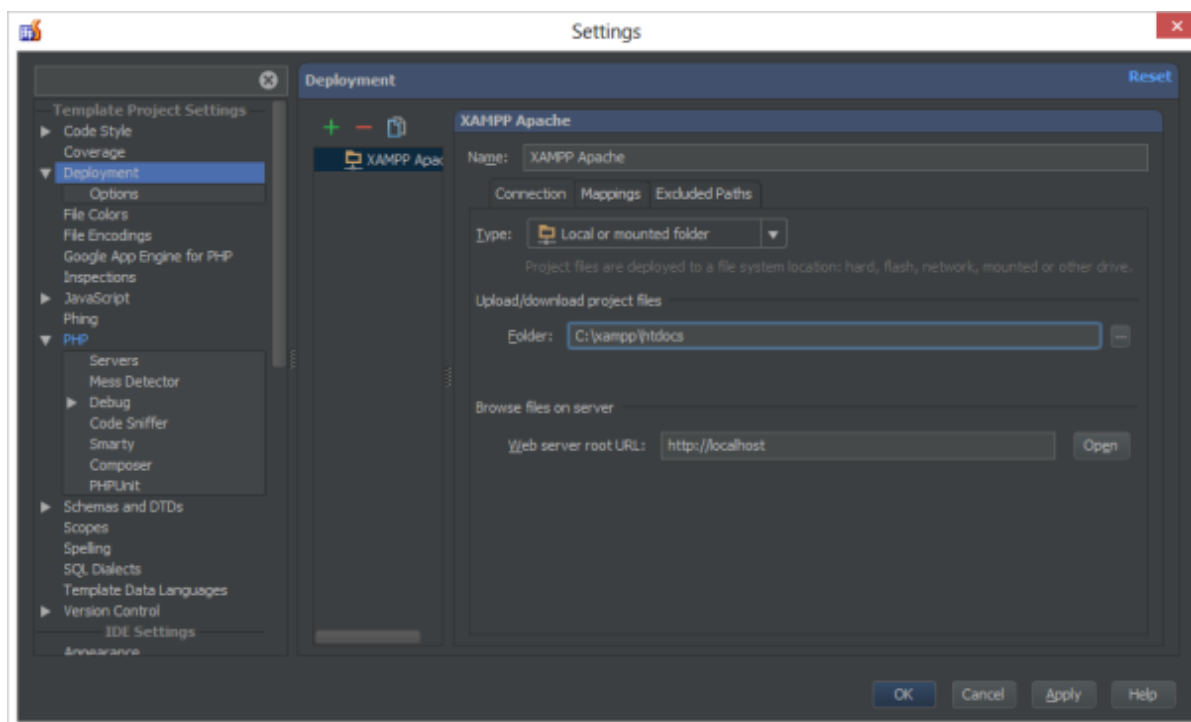 Settings
Deployment
Reset
Template Project Settings
Code Style
Coverage
Deployment
Options
File Colors
File Encodings
Google App Engine for PHP
Inspections
JavaScript
Phing
PHP
Servers
Mess Detector
Debug
Code Sniffer
Smarty
Composer
PHPUnit
Schemas and DTDs
Scopes
Spelling
SQL Dialects
Template Data Languages
Version Control
IDE Settings
Appearance
XAMPP Apac
XAMPP Apache
Name: XAMPP Apache
Connection Mappings Excluded Paths
Type: Local or mounted folder
Project files are deployed to a file system location: hard, flash, network, mounted or other drive.
Upload/download project files
Folder: C:\xampp\htdocs
Browse files on server
Web server root URL: http://localhost Open
OK Cancel Apply Help